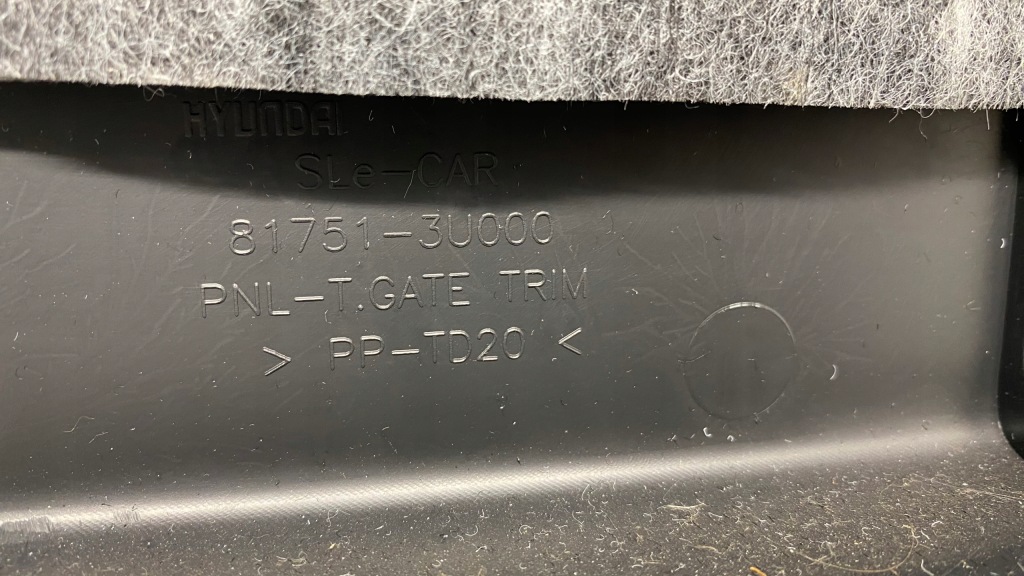 HYUNDAI
SLe-CAR
81751-3U000
PNL-T.GATE TRIM
> PP-TD20 <